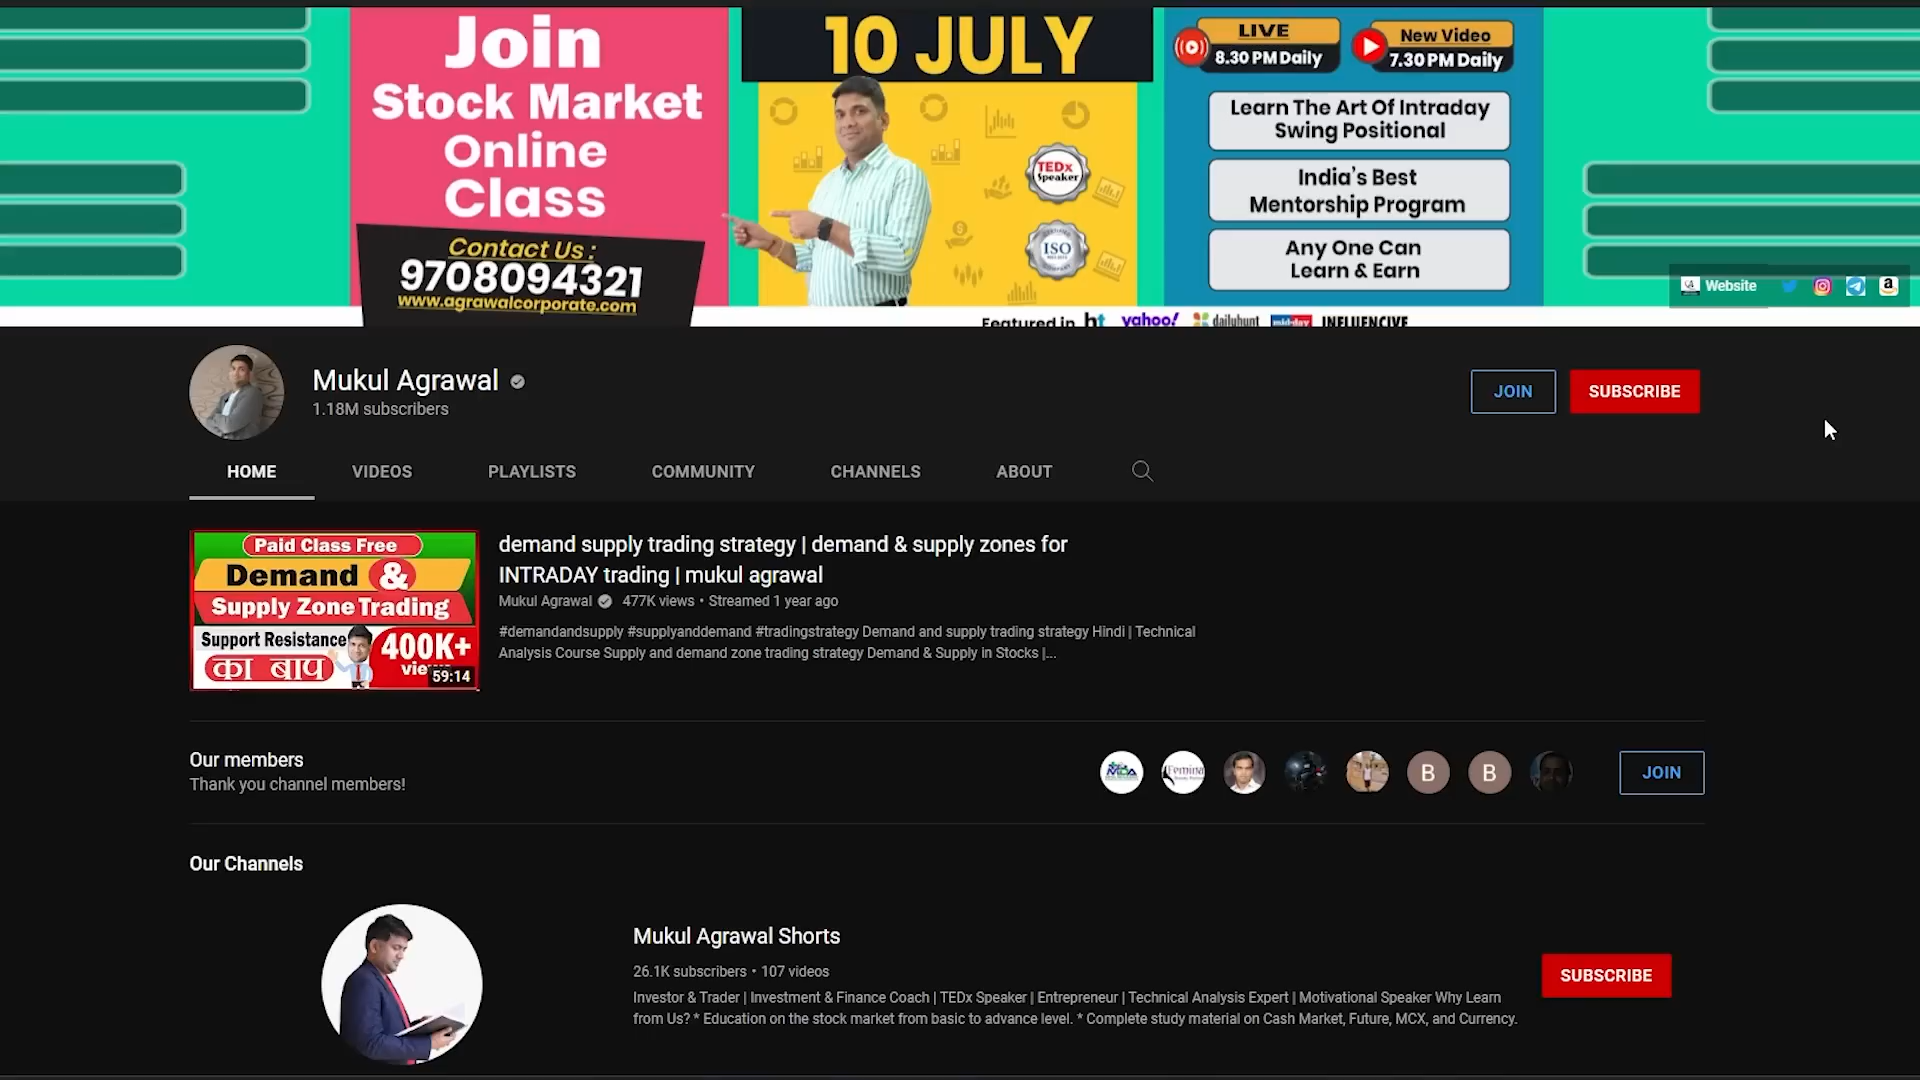 Join
Stock Market
Online
Class
Contact Us :
9708094321
www.agrawalcorporate.com
10 JULY
TEDx
Speaker
ISO
LIVE
8.30 PM Daily
New Video
7.30 PM Daily
Learn The Art Of Intraday
Swing Positional
India's Best
Mentorship Program
Any One Can
Learn & Earn
Website
Featured in ht yahoo! dailyhunt mid-day INFLUENCIVE
Mukul Agrawal
1.18M subscribers
JOIN
SUBSCRIBE
HOME
VIDEOS
PLAYLISTS
COMMUNITY
CHANNELS
ABOUT
Paid Class Free
Demand &
Supply Zone Trading
Support Resistance
का बाप
400K+
59:14
demand supply trading strategy | demand & supply zones for
INTRADAY trading | mukul agrawal
Mukul Agrawal 477K views • Streamed 1 year ago
#demandandsupply #supplyanddemand #tradingstrategy Demand and supply trading strategy Hindi | Technical
Analysis Course Supply and demand zone trading strategy Demand & Supply in Stocks |...
Our members
Thank you channel members!
MDA
Femina
B
B
JOIN
Our Channels
Mukul Agrawal Shorts
26.1K subscribers • 107 videos
Investor & Trader | Investment & Finance Coach | TEDx Speaker | Entrepreneur | Technical Analysis Expert | Motivational Speaker Why Learn
from Us? * Education on the stock market from basic to advance level. * Complete study material on Cash Market, Future, MCX, and Currency.
SUBSCRIBE